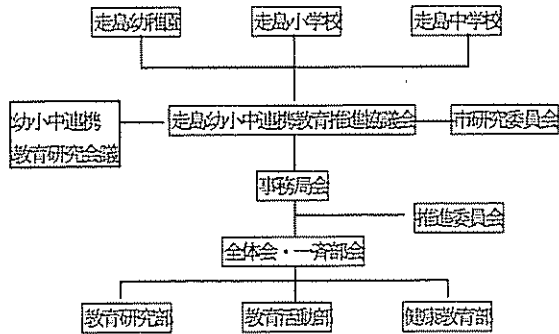 走島幼稚園
走島小学校
走島中学校
幼小中連携
教育研究会議
走島幼小中連携教育推進協議会
市研究委員会
事務局会
推進委員会
全体会・一斉部会
教育研究部
教育活動部
健康教育部